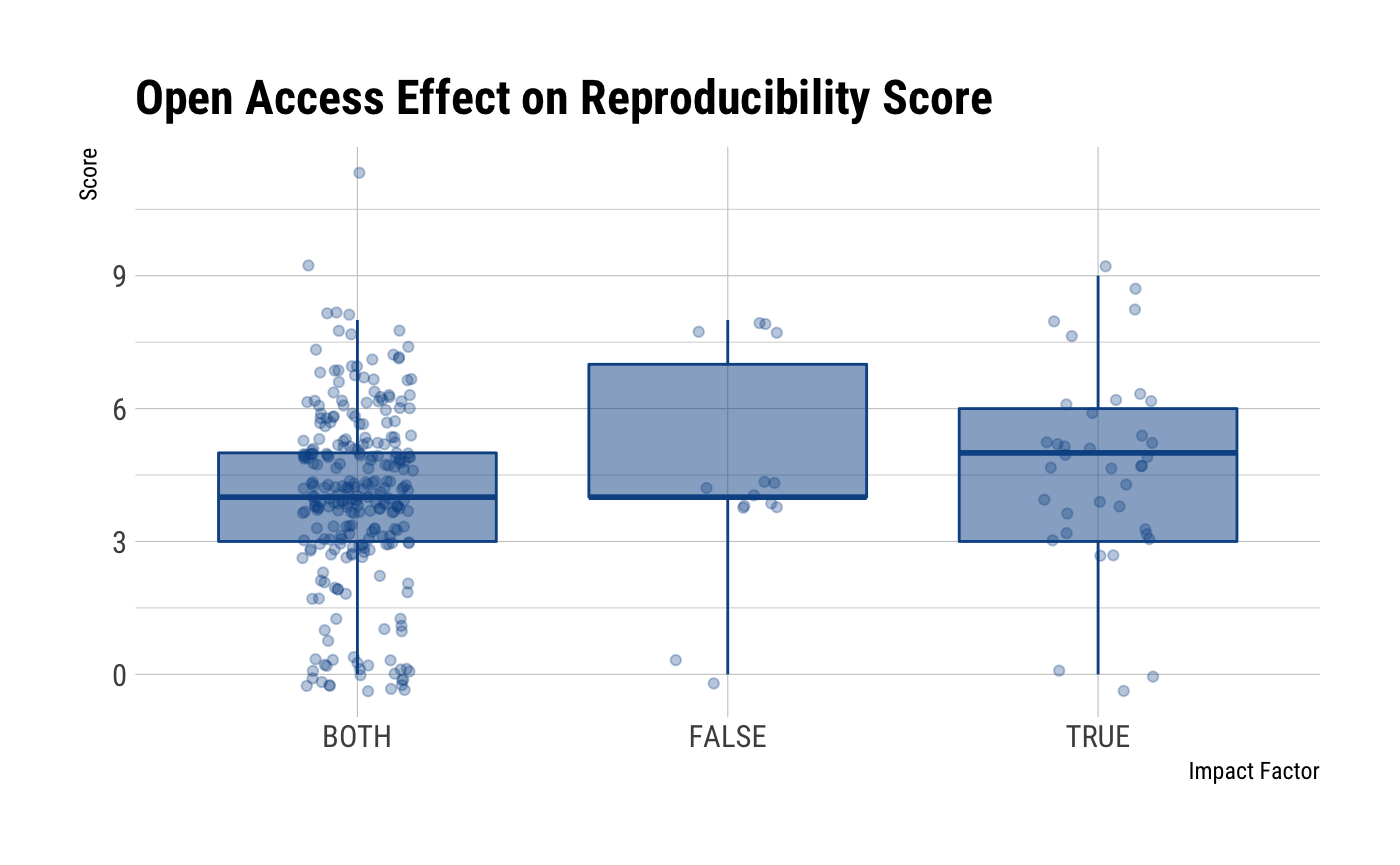 Open Access Effect on Reproducibility Score
Score
9
6
3
0
BOTH FALSE TRUE
Impact Factor